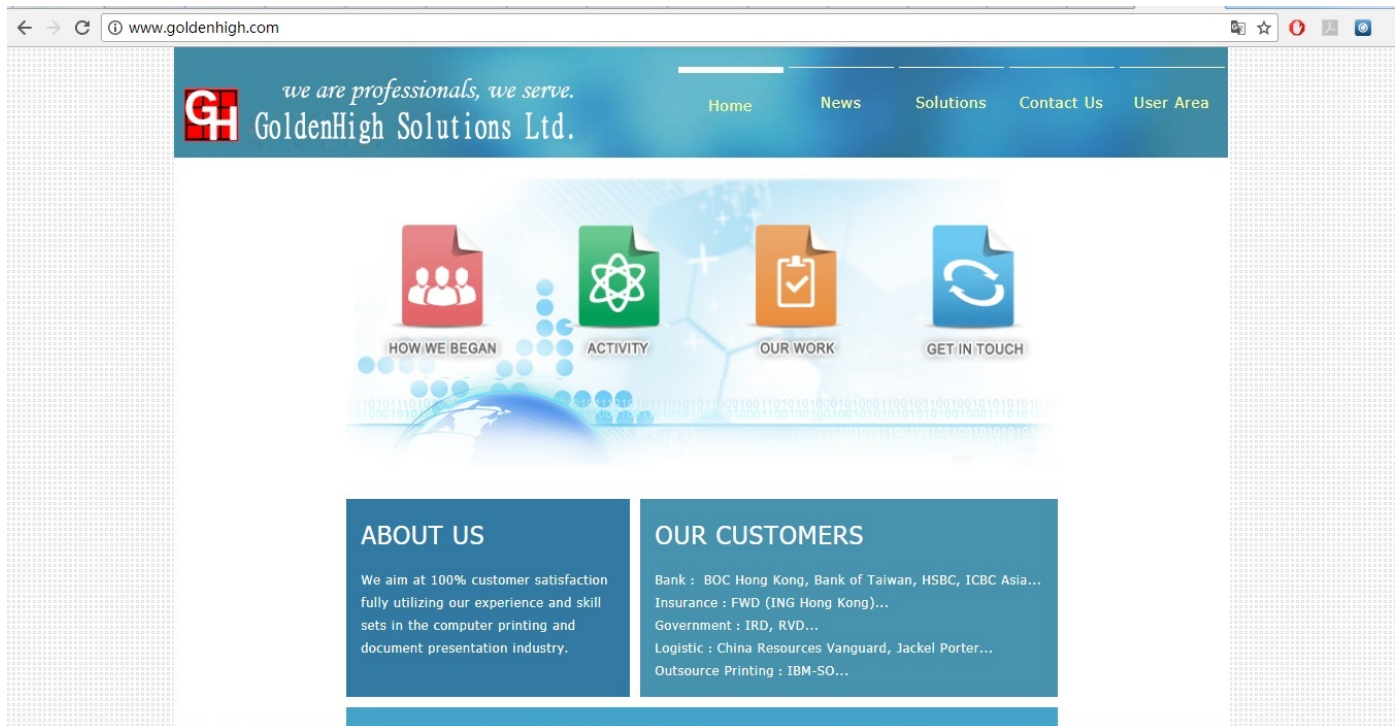 www.goldenhigh.com
GH
we are professionals, we serve.
GoldenHigh Solutions Ltd.
Home
News
Solutions
Contact Us
User Area
HOW WE BEGAN
ACTIVITY
OUR WORK
GET IN TOUCH
ABOUT US
We aim at 100% customer satisfaction
fully utilizing our experience and skill
sets in the computer printing and
document presentation industry.
OUR CUSTOMERS
Bank : BOC Hong Kong, Bank of Taiwan, HSBC, ICBC Asia...
Insurance : FWD (ING Hong Kong)...
Government : IRD, RVD...
Logistic : China Resources Vanguard, Jackel Porter...
Outsource Printing : IBM-SO...